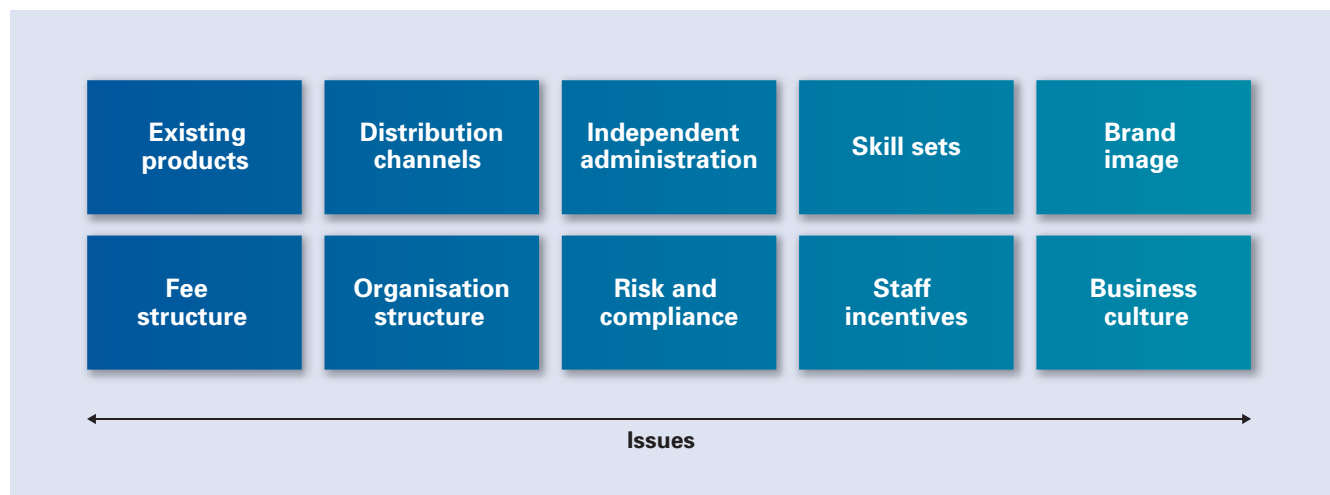 Existing
products
Distribution
channels
Independent
administration
Skill sets
Brand
image
Fee
structure
Organisation
structure
Risk and
compliance
Staff
incentives
Business
culture
Issues